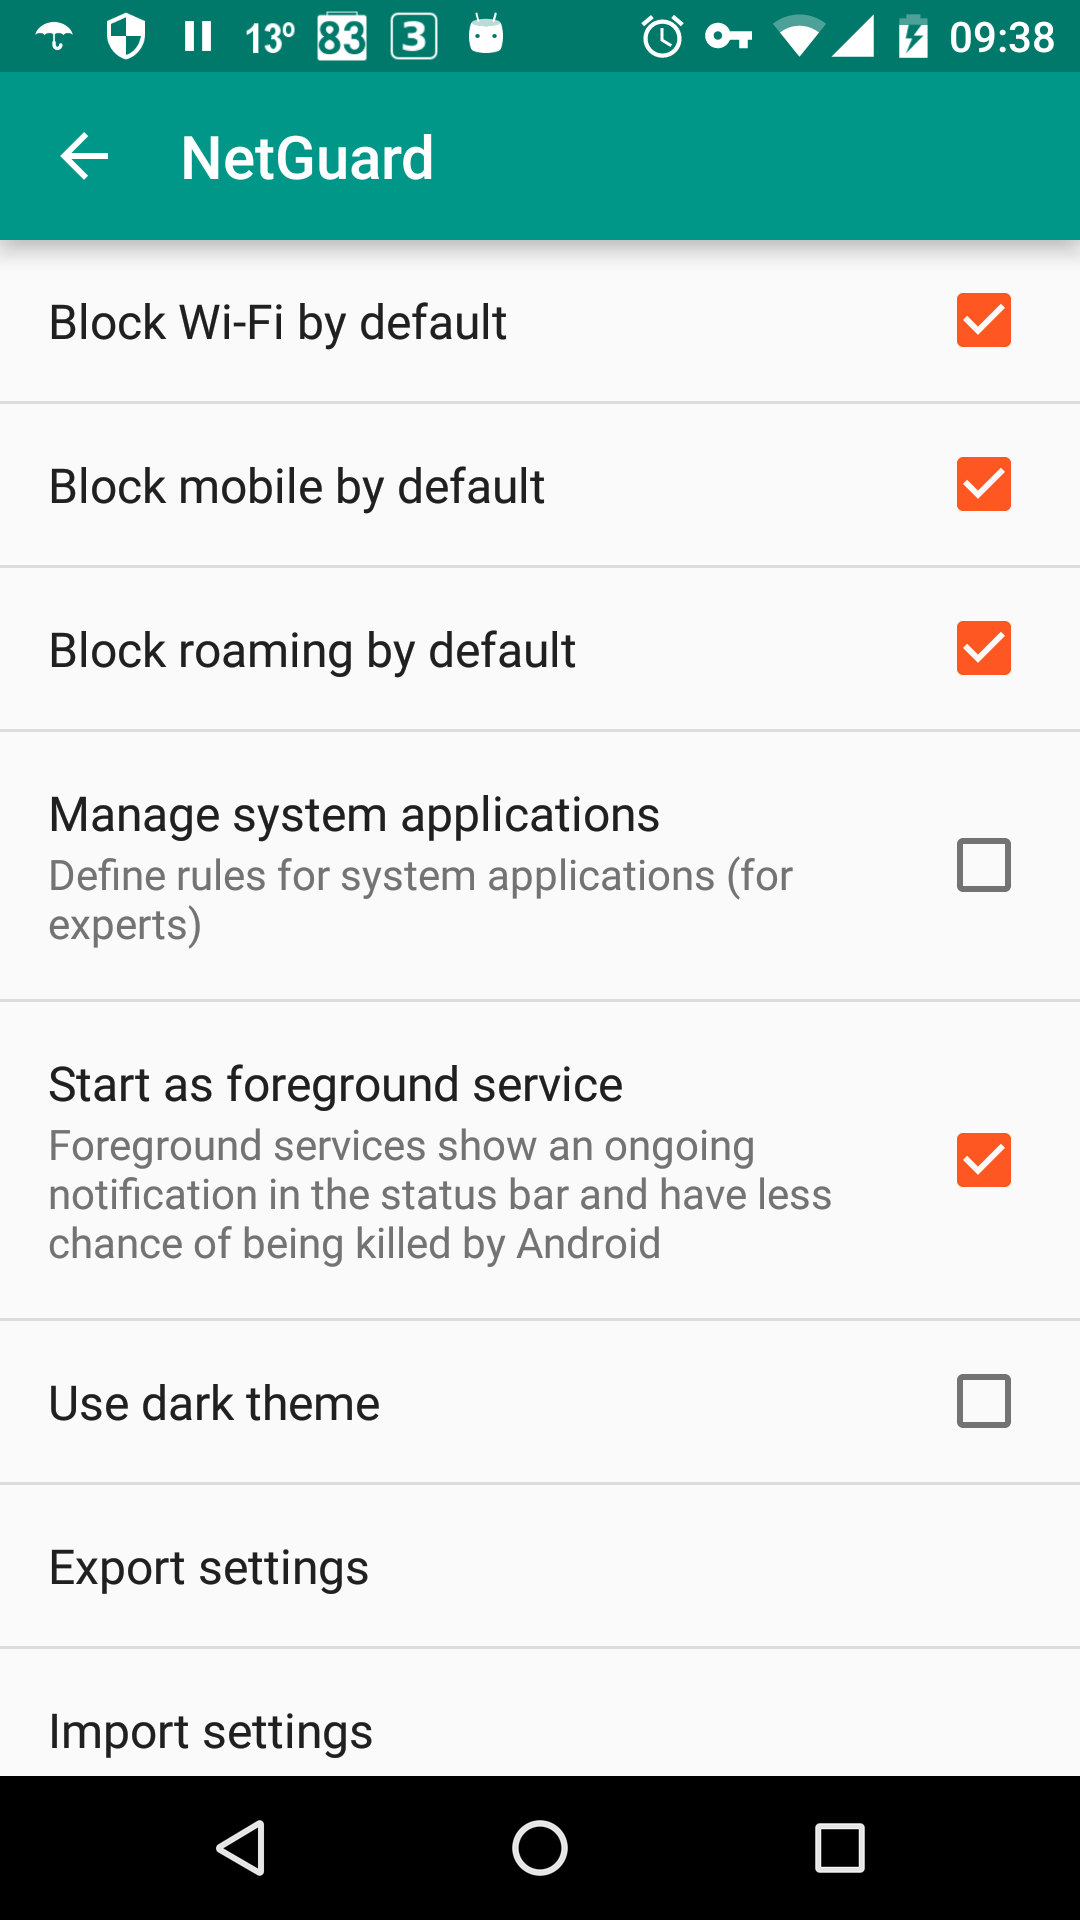 13º 83 3 09:38
NetGuard
Block Wi-Fi by default
Block mobile by default
Block roaming by default
Manage system applications
Define rules for system applications (for
experts)
Start as foreground service
Foreground services show an ongoing
notification in the status bar and have less
chance of being killed by Android
Use dark theme
Export settings
Import settings